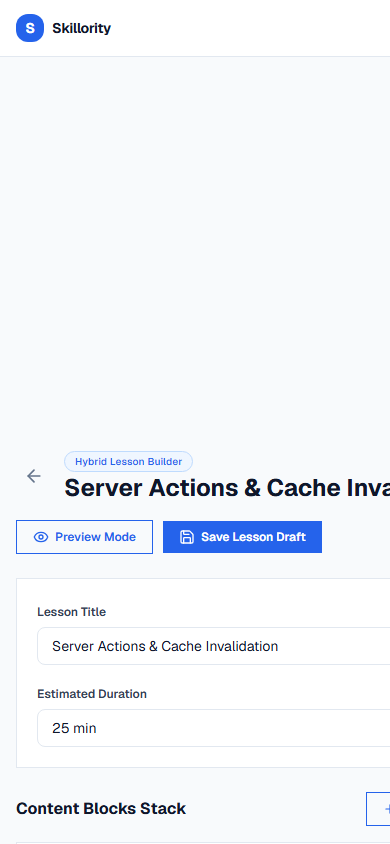 S Skillority
Hybrid Lesson Builder
Server Actions & Cache Inva
Preview Mode
Save Lesson Draft
Lesson Title
Server Actions & Cache Invalidation
Estimated Duration
25 min
Content Blocks Stack